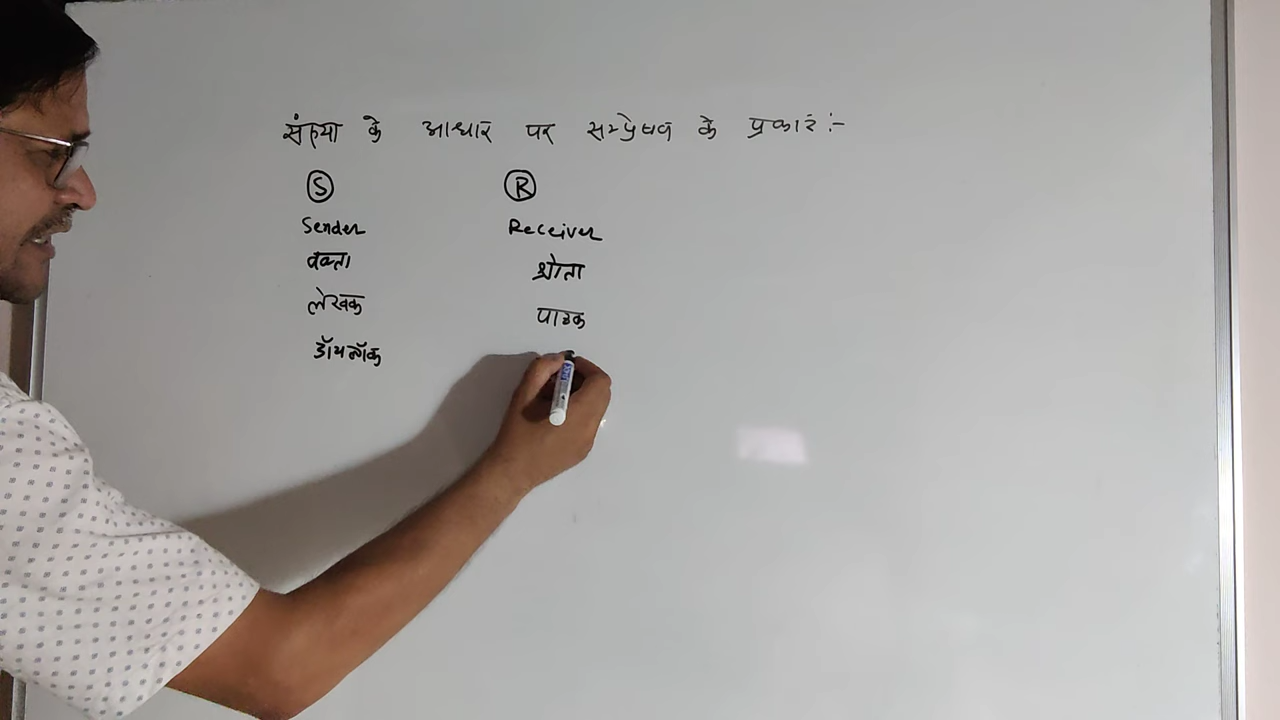 संख्या के आधार पर सम्प्रेषण के प्रकार :-
Ⓢ Ⓡ
Sender Receiver
वक्ता श्रोता
लेखक पाठक
डॉयलॉक